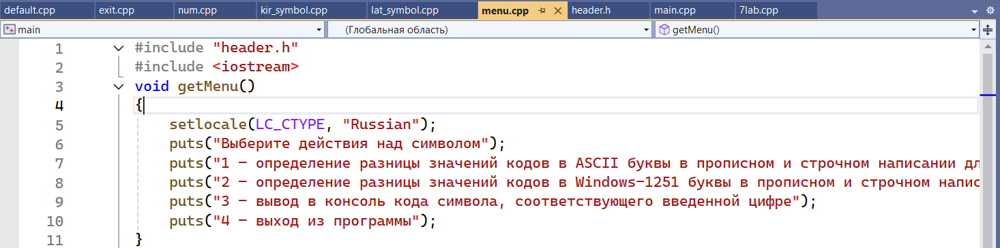 default.cpp exit.cpp num.cpp kir_symbol.cpp lat_symbol.cpp menu.cpp header.h main.cpp 7lab.cpp
main (Глобальная область) getMenu()
1 #include "header.h"
2 #include <iostream>
3 void getMenu()
4 {
5 setlocale(LC_CTYPE, "Russian");
6 puts("Выберите действия над символом");
7 puts("1 - определение разницы значений кодов в ASCII буквы в прописном и строчном написании дл
8 puts("2 - определение разницы значений кодов в Windows-1251 буквы в прописном и строчном напис
9 puts("3 - вывод в консоль кода символа, соответствующего введенной цифре");
10 puts("4 - выход из программы");
11 }